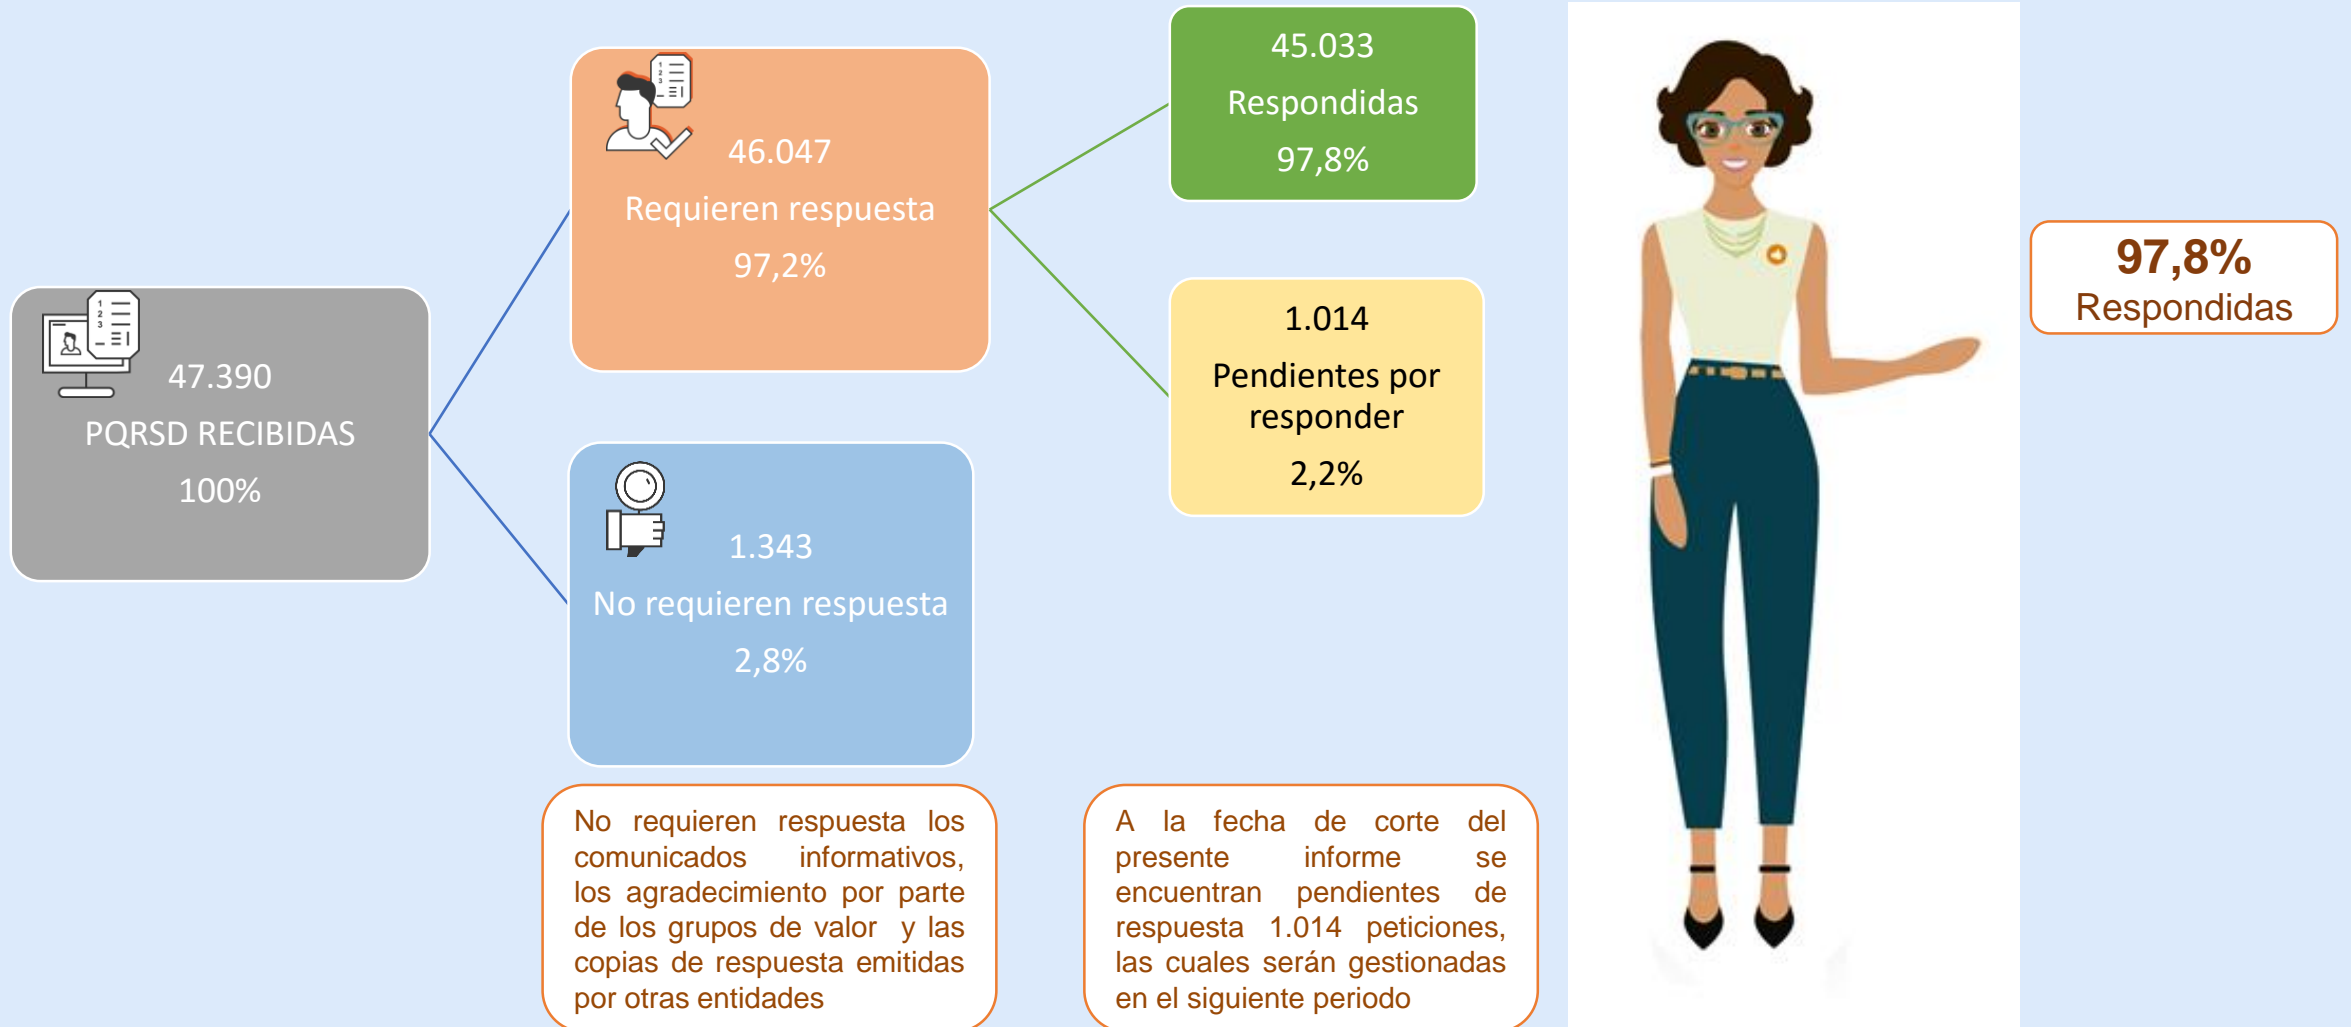 47.390
PQRSD RECIBIDAS
100%
46.047
Requieren respuesta
97,2%
1.343
No requieren respuesta
2,8%
45.033
Respondidas
97,8%
1.014
Pendientes por
responder
2,2%
97,8%
Respondidas
No requieren respuesta los
comunicados informativos,
los agradecimiento por parte
de los grupos de valor y las
copias de respuesta emitidas
por otras entidades
A la fecha de corte del
presente informe se
encuentran pendientes de
respuesta 1.014 peticiones,
las cuales serán gestionadas
en el siguiente periodo